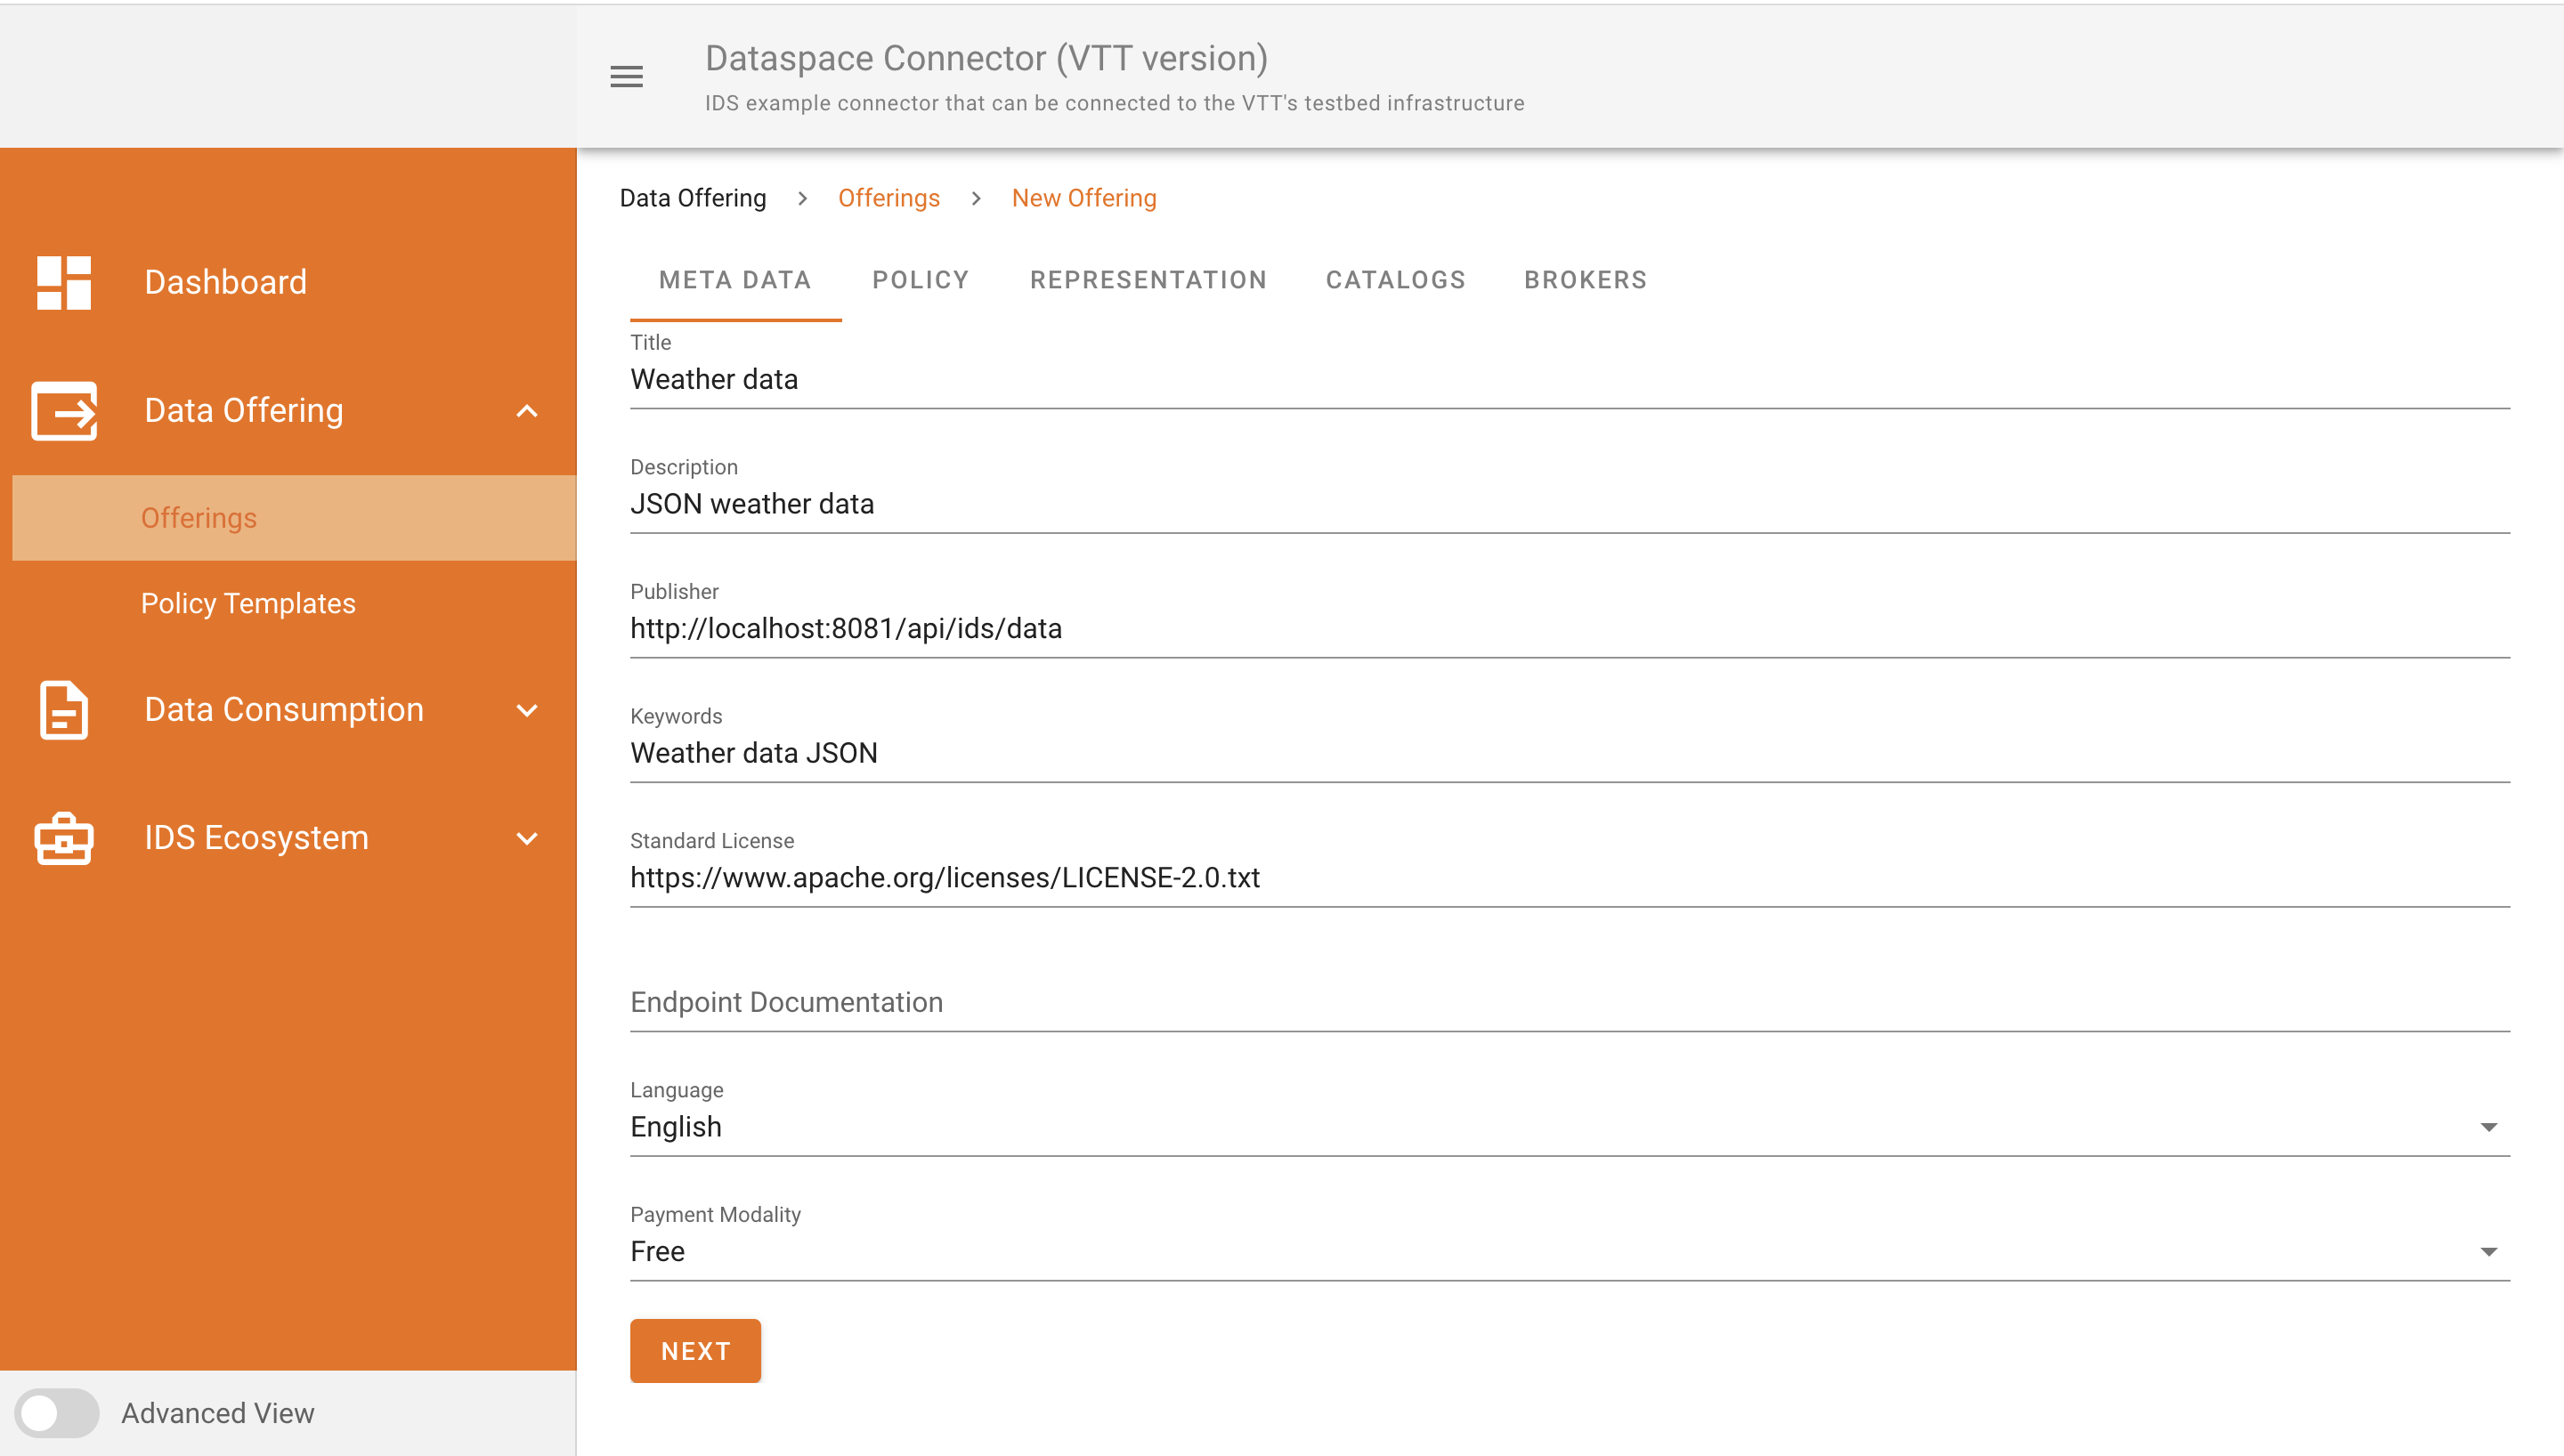 Dataspace Connector (VTT version)
IDS example connector that can be connected to the VTT's testbed infrastructure
Dashboard
Data Offering
Offerings
Policy Templates
Data Consumption
IDS Ecosystem
Advanced View
Data Offering > Offerings > New Offering
META DATA POLICY REPRESENTATION CATALOGS BROKERS
Title
Weather data
Description
JSON weather data
Publisher
http://localhost:8081/api/ids/data
Keywords
Weather data JSON
Standard License
https://www.apache.org/licenses/LICENSE-2.0.txt
Endpoint Documentation
Language
English
Payment Modality
Free
NEXT